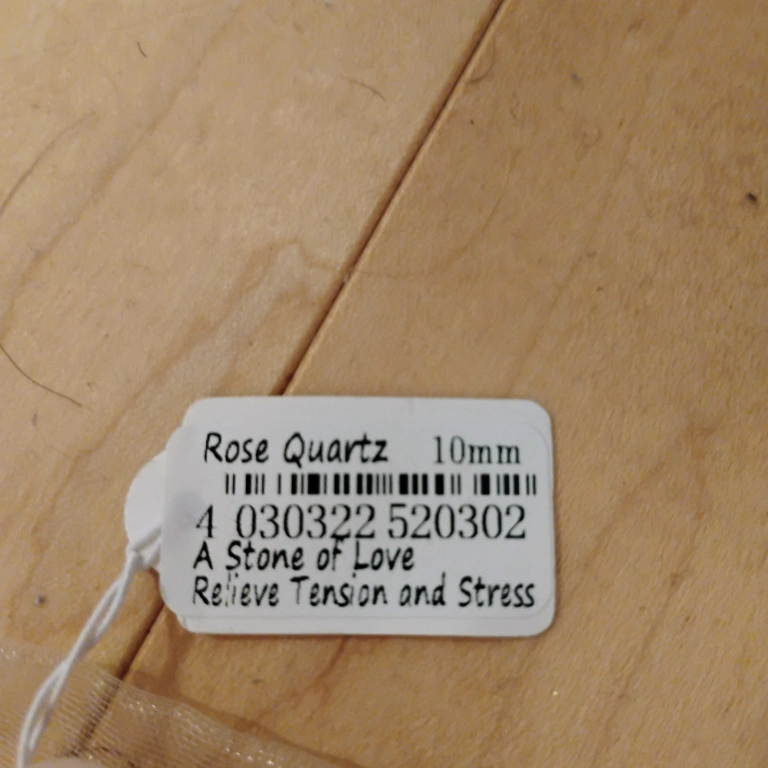 Rose Quartz 10mm
4 030322 520302
A Stone of Love
Relieve Tension and Stress